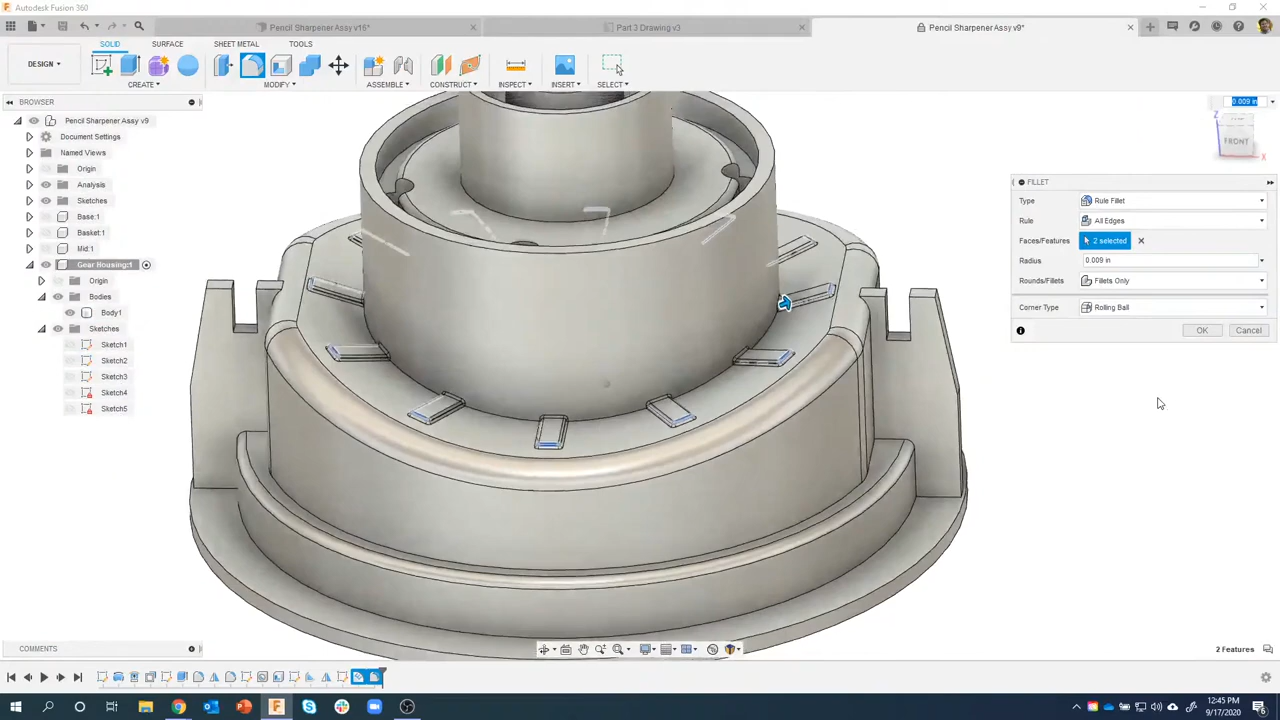 Autodesk Fusion 360
Pencil Sharpener Assy v16*
Part 3 Drawing v3
Pencil Sharpener Assy v9*
SOLID SURFACE SHEET METAL TOOLS
DESIGN
CREATE MODIFY ASSEMBLE CONSTRUCT INSPECT INSERT SELECT
BROWSER
Pencil Sharpener Assy v9
Document Settings
Named Views
Origin
Analysis
Sketches
Base:1
Basket:1
Mid:1
Gear Housing:1
Origin
Bodies
Body1
Sketches
Sketch1
Sketch2
Sketch3
Sketch4
Sketch5
0.009 in
Z
FRONT
X
FILLET
Type Rule Fillet
Rule All Edges
Faces/Features 2 selected
Radius 0.009 in
Rounds/Fillets Fillets Only
Corner Type Rolling Ball
OK Cancel
COMMENTS
2 Features
12:45 PM
9/17/2020